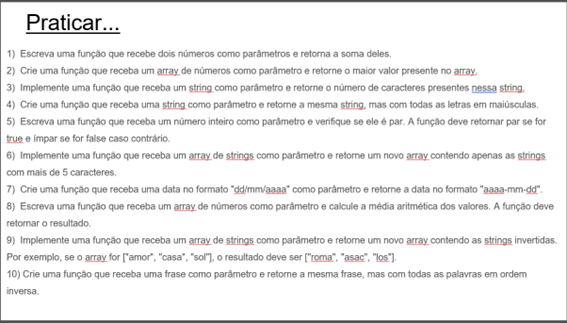 Praticar...
1) Escreva uma função que recebe dois números como parâmetros e retorna a soma deles.
2) Crie uma função que receba um array de números como parâmetro e retorne o maior valor presente no array.
3) Implemente uma função que receba um string como parâmetro e retorne o número de caracteres presentes nessa string.
4) Crie uma função que receba uma string como parâmetro e retorne a mesma string, mas com todas as letras em maiúsculas.
5) Escreva uma função que receba um número inteiro como parâmetro e verifique se ele é par. A função deve retornar par se for
true e ímpar se for false caso contrário.
6) Implemente uma função que receba um array de strings como parâmetro e retorne um novo array contendo apenas as strings
com mais de 5 caracteres.
7) Crie uma função que receba uma data no formato "dd/mm/aaaa" como parâmetro e retorne a data no formato "aaaa-mm-dd".
8) Escreva uma função que receba um array de números como parâmetro e calcule a média aritmética dos valores. A função deve
retornar o resultado.
9) Implemente uma função que receba um array de strings como parâmetro e retorne um novo array contendo as strings invertidas.
Por exemplo, se o array for ["amor", "casa", "sol"], o resultado deve ser ["roma", "asac", "los"].
10) Crie uma função que receba uma frase como parâmetro e retorne a mesma frase, mas com todas as palavras em ordem
inversa.